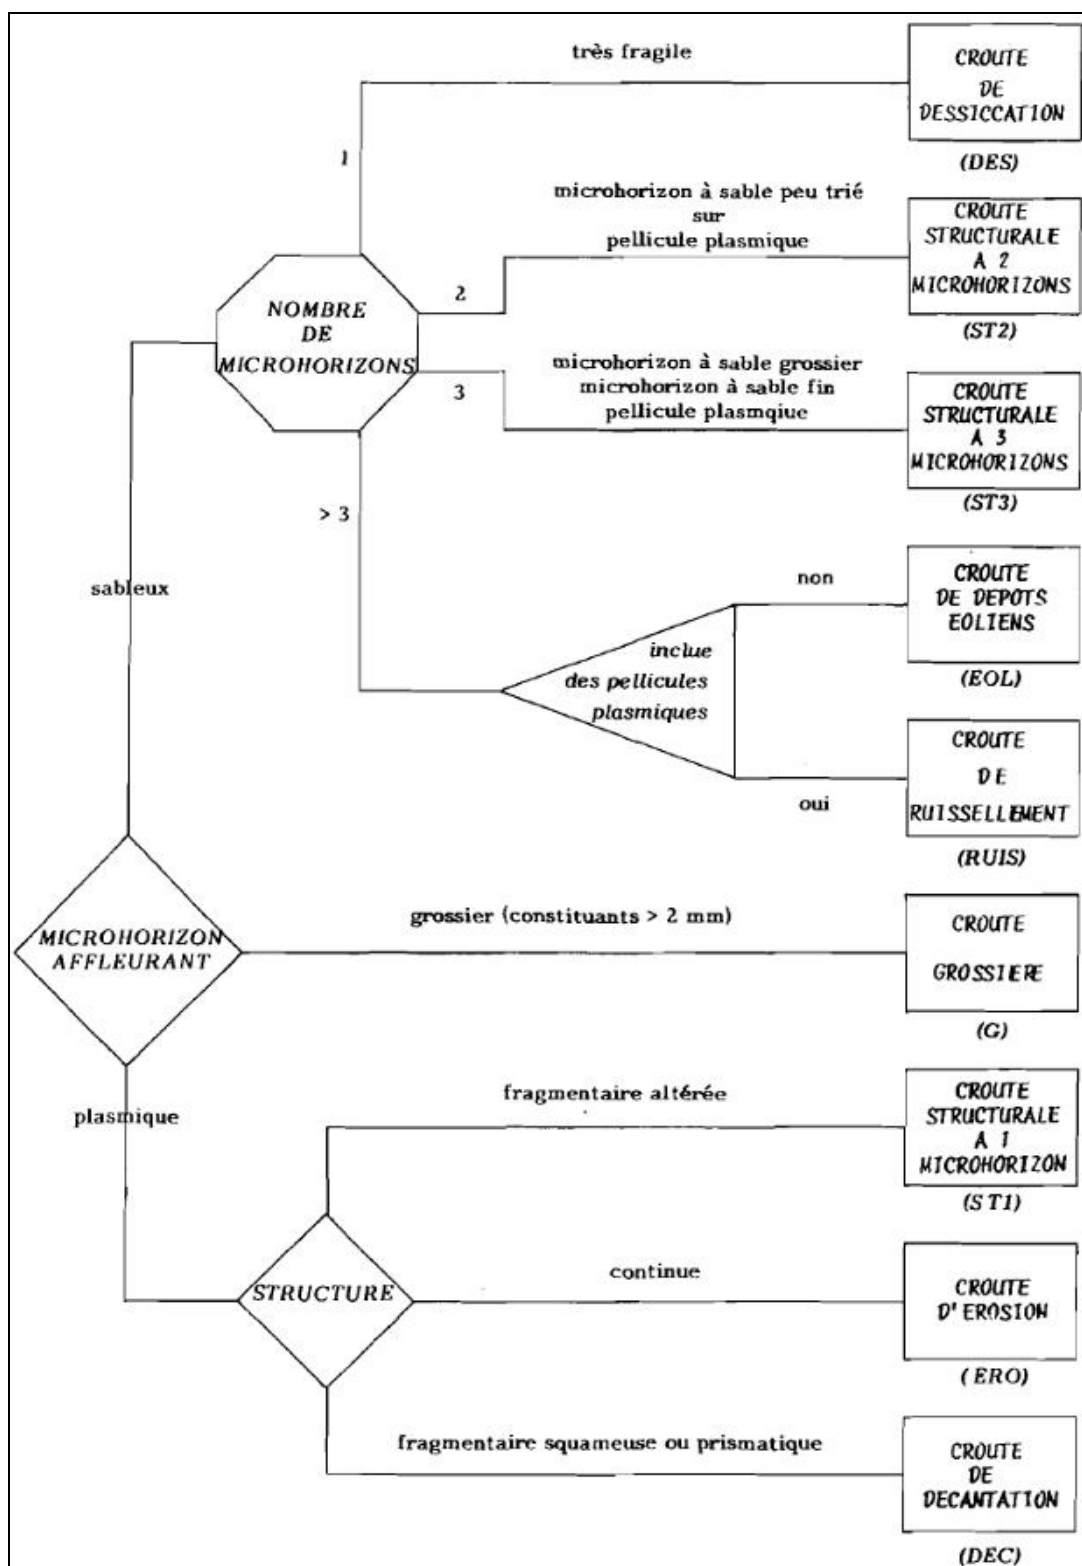 très fragile
CROUTE
DE
DESSICCATION
(DES)
1
microhorizon à sable peu trié
sur
pellicule plasmique
CROUTE
STRUCTURALE
A 2
MICROHORIZONS
(ST2)
2
NOMBRE
DE
MICROHORIZONS
3
microhorizon à sable grossier
microhorizon à sable fin
pellicule plasmqiue
CROUTE
STRUCTURALE
A 3
MICROHORIZONS
(ST3)
> 3
sableux
non
CROUTE
DE DEPOTS
EOLIENS
(EOL)
inclue
des pellicules
plasmiques
oui
CROUTE
DE
RUISSELLEMENT
(RUIS)
MICROHORIZON
AFFLEURANT
grossier (constituants > 2 mm)
CROUTE
GROSSIERE
(G)
plasmique
fragmentaire altérée
CROUTE
STRUCTURALE
A 1
MICROHORIZON
(ST1)
STRUCTURE
continue
CROUTE
D'EROSION
(ERO)
fragmentaire squameuse ou prismatique
CROUTE
DE
DECANTATION
(DEC)